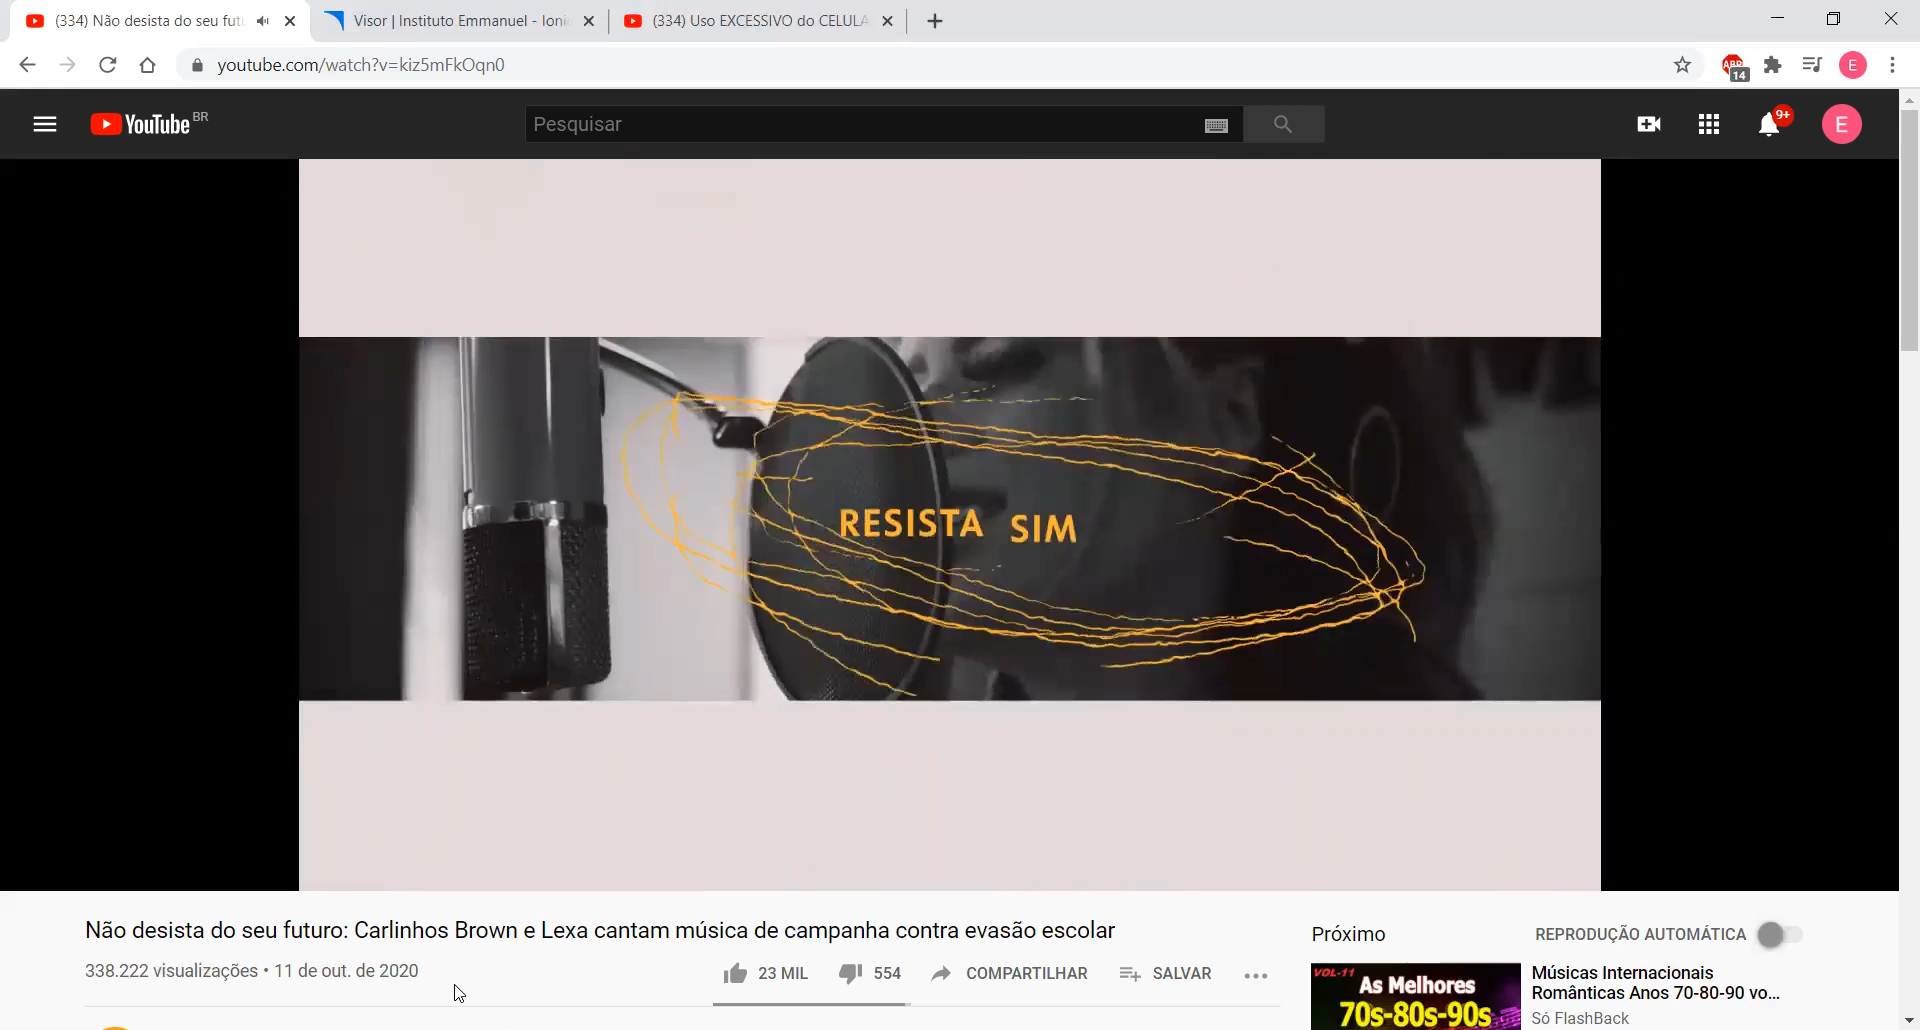 (334) Não desista do seu fut
Visor | Instituto Emmanuel - Ioni
(334) Uso EXCESSIVO do CELULA
youtube.com/watch?v=kiz5mFkOqn0
ABP
14
E
YouTube BR
Pesquisar
9+
E
RESISTA SIM
Não desista do seu futuro: Carlinhos Brown e Lexa cantam música de campanha contra evasão escolar
338.222 visualizações • 11 de out. de 2020
23 MIL
554
COMPARTILHAR
SALVAR
Próximo
REPRODUÇÃO AUTOMÁTICA
VOL-11
As Melhores
70s-80s-90s
Músicas Internacionais
Românticas Anos 70-80-90 vo...
Só FlashBack